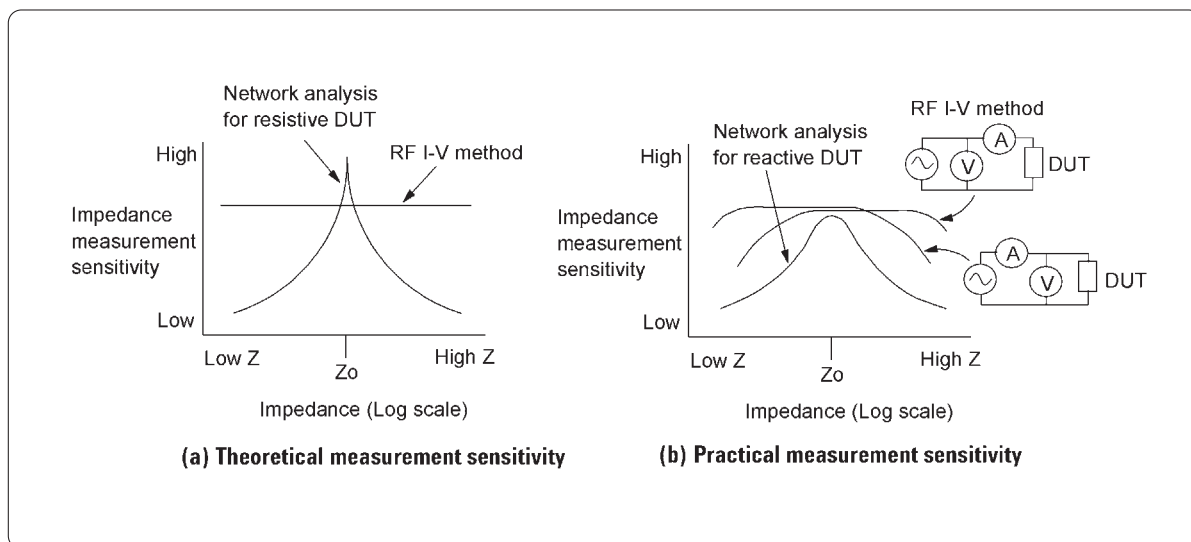 Network analysis
for resistive DUT
RF I-V method
High
Impedance
measurement
sensitivity
Low
Low Z
High Z
Zo
Impedance (Log scale)
(a) Theoretical measurement sensitivity
RF I-V method
Network analysis
for reactive DUT
High
A
V
DUT
Impedance
measurement
sensitivity
A
V
DUT
Low
Low Z
High Z
Zo
Impedance (Log scale)
(b) Practical measurement sensitivity